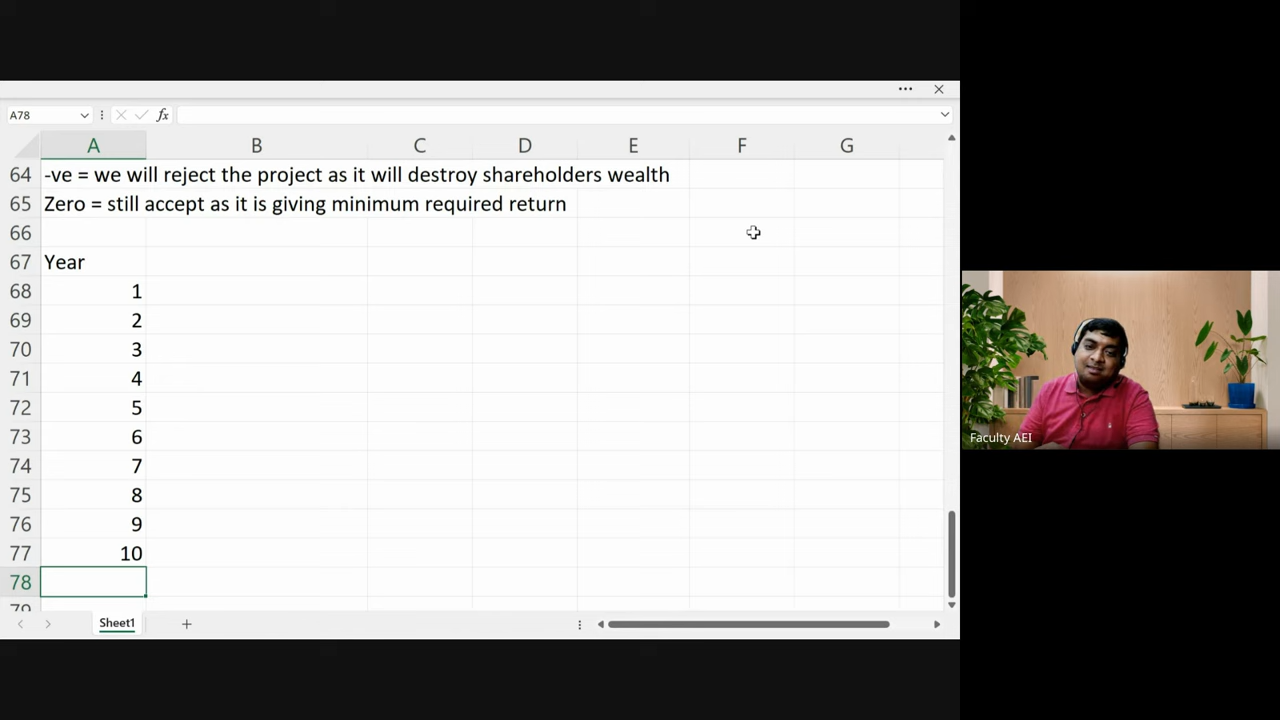 A78
fx
A B C D E F G
64 -ve = we will reject the project as it will destroy shareholders wealth
65 Zero = still accept as it is giving minimum required return
66
67 Year
68 1
69 2
70 3
71 4
72 5
73 6
74 7
75 8
76 9
77 10
78
79
Sheet1
Faculty AEI